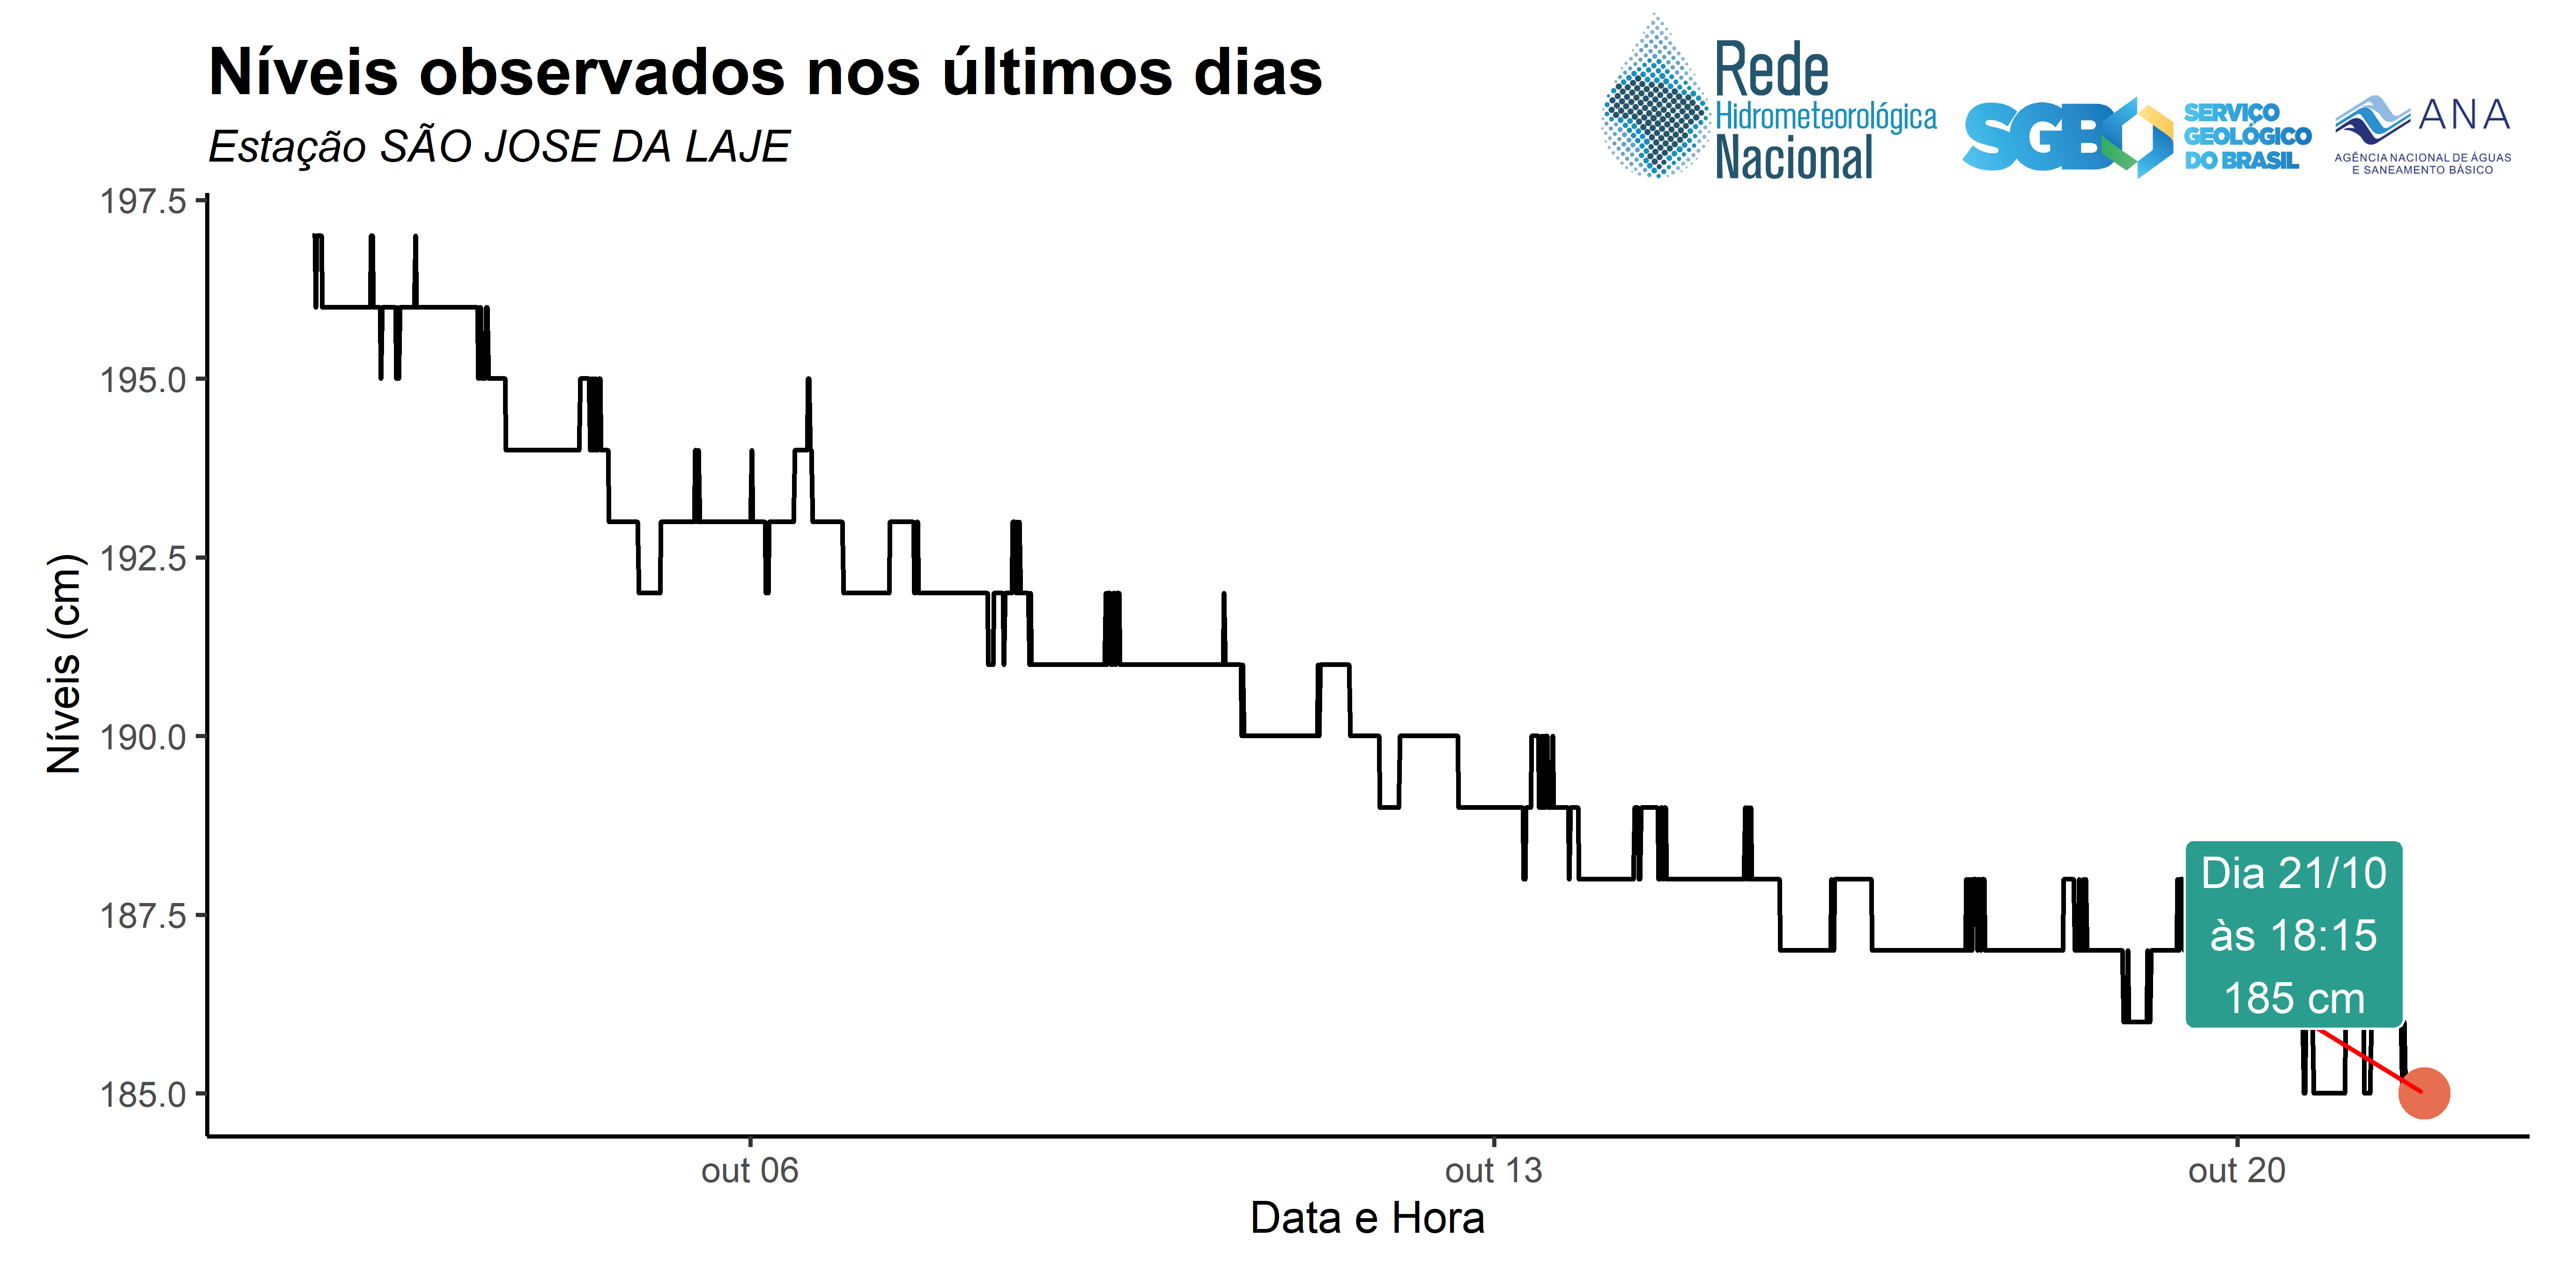 Níveis observados nos últimos dias
Estação SÃO JOSE DA LAJE
Rede
Hidrometeorológica
Nacional
SGB
SERVIÇO
GEOLÓGICO
DO BRASIL
ANA
AGÊNCIA NACIONAL DE ÁGUAS
E SANEAMENTO BÁSICO
Níveis (cm)
197.5
195.0
192.5
190.0
187.5
185.0
Dia 21/10
às 18:15
185 cm
out 06
out 13
out 20
Data e Hora